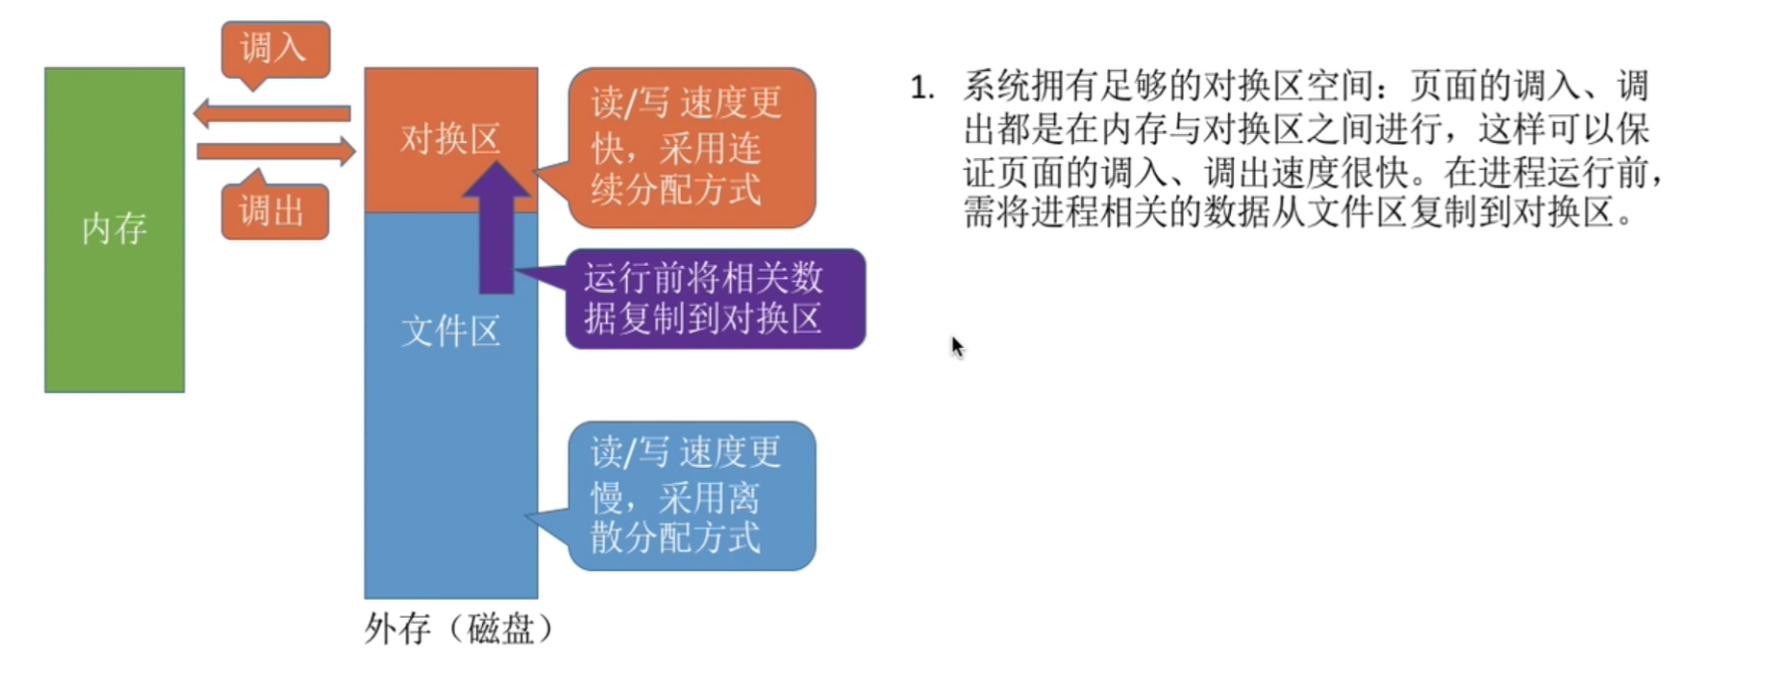 调入
调出
内存
对换区
文件区
外存（磁盘）
读/写 速度更
快，采用连
续分配方式
运行前将相关数
据复制到对换区
读/写 速度更
慢，采用离
散分配方式
1. 系统拥有足够的对换区空间：页面的调入、调
出都是在内存与对换区之间进行，这样可以保
证页面的调入、调出速度很快。在进程运行前，
需将进程相关的数据从文件区复制到对换区。